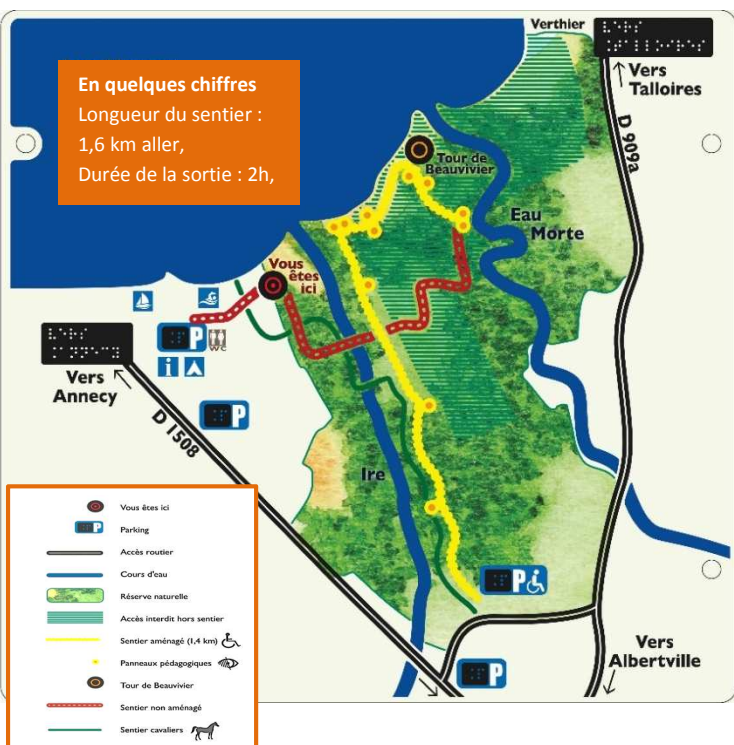 Verthier
Vers
Talloires
D 909a
En quelques chiffres
Longueur du sentier :
1,6 km aller,
Durée de la sortie : 2h,
Tour de
Beauvivier
Eau
Morte
Vous
êtes
ici
P
WC
i
Vers
Annecy
D 1508
P
Ire
P
Vers
Albertville
P
Vous êtes ici
P
Parking
Accès routier
Cours d'eau
Réserve naturelle
Accès interdit hors sentier
Sentier aménagé (1,4 km)
Panneaux pédagogiques
Tour de Beauvivier
Sentier non aménagé
Sentier cavaliers